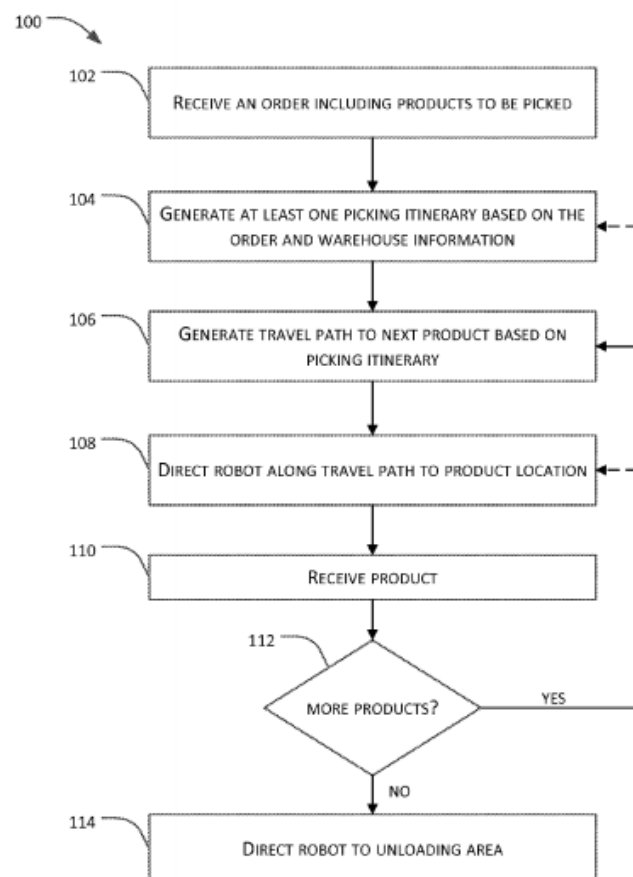 100
102
RECEIVE AN ORDER INCLUDING PRODUCTS TO BE PICKED
104
GENERATE AT LEAST ONE PICKING ITINERARY BASED ON THE
ORDER AND WAREHOUSE INFORMATION
106
GENERATE TRAVEL PATH TO NEXT PRODUCT BASED ON
PICKING ITINERARY
108
DIRECT ROBOT ALONG TRAVEL PATH TO PRODUCT LOCATION
110
RECEIVE PRODUCT
112
MORE PRODUCTS?
YES
NO
114
DIRECT ROBOT TO UNLOADING AREA